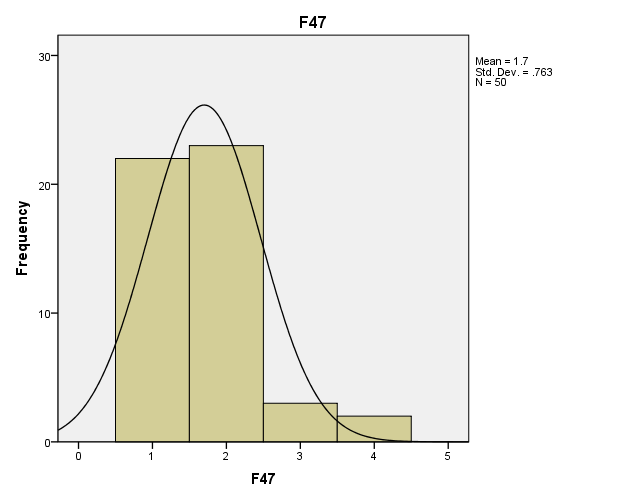 F47
Mean = 1.7
Std. Dev. = .763
N = 50
30
20
10
0
Frequency
0 1 2 3 4 5
F47